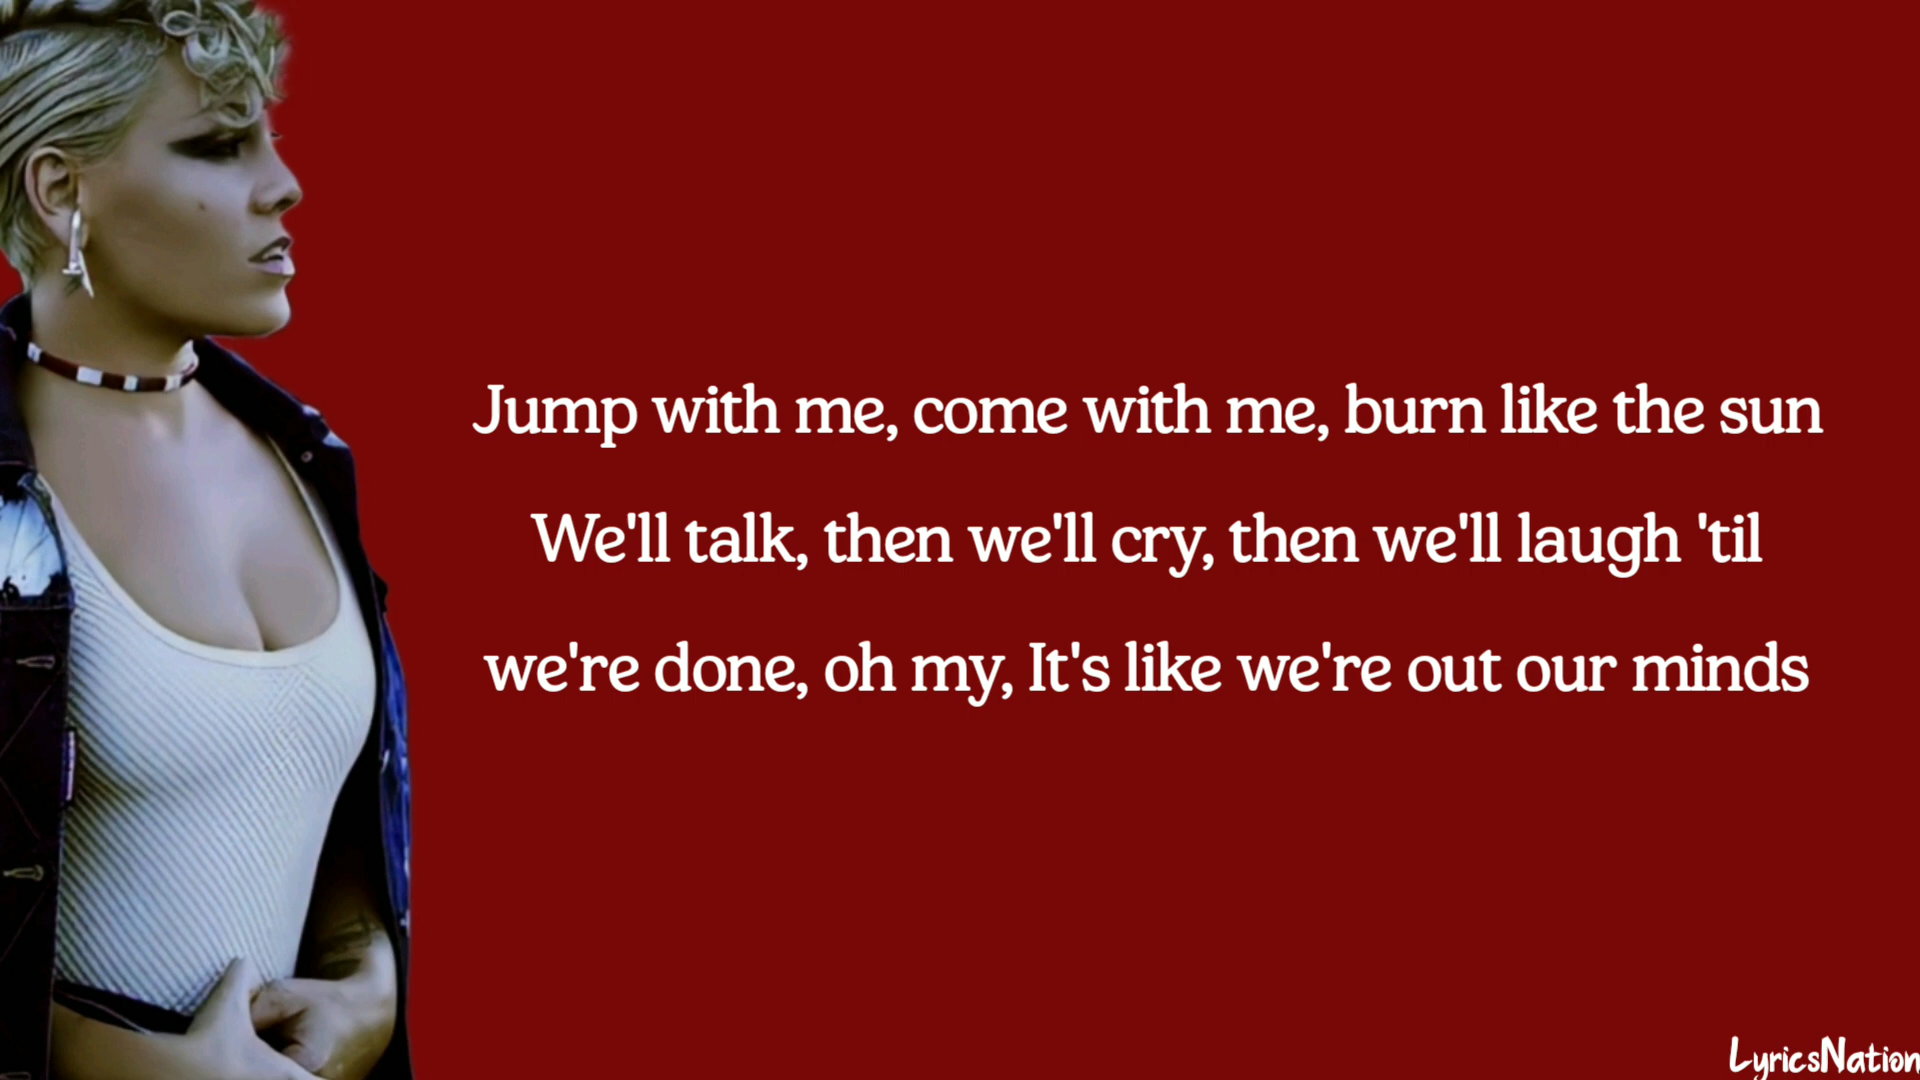 Jump with me, come with me, burn like the sun
We'll talk, then we'll cry, then we'll laugh 'til
we're done, oh my, It's like we're out our minds
LyricsNation